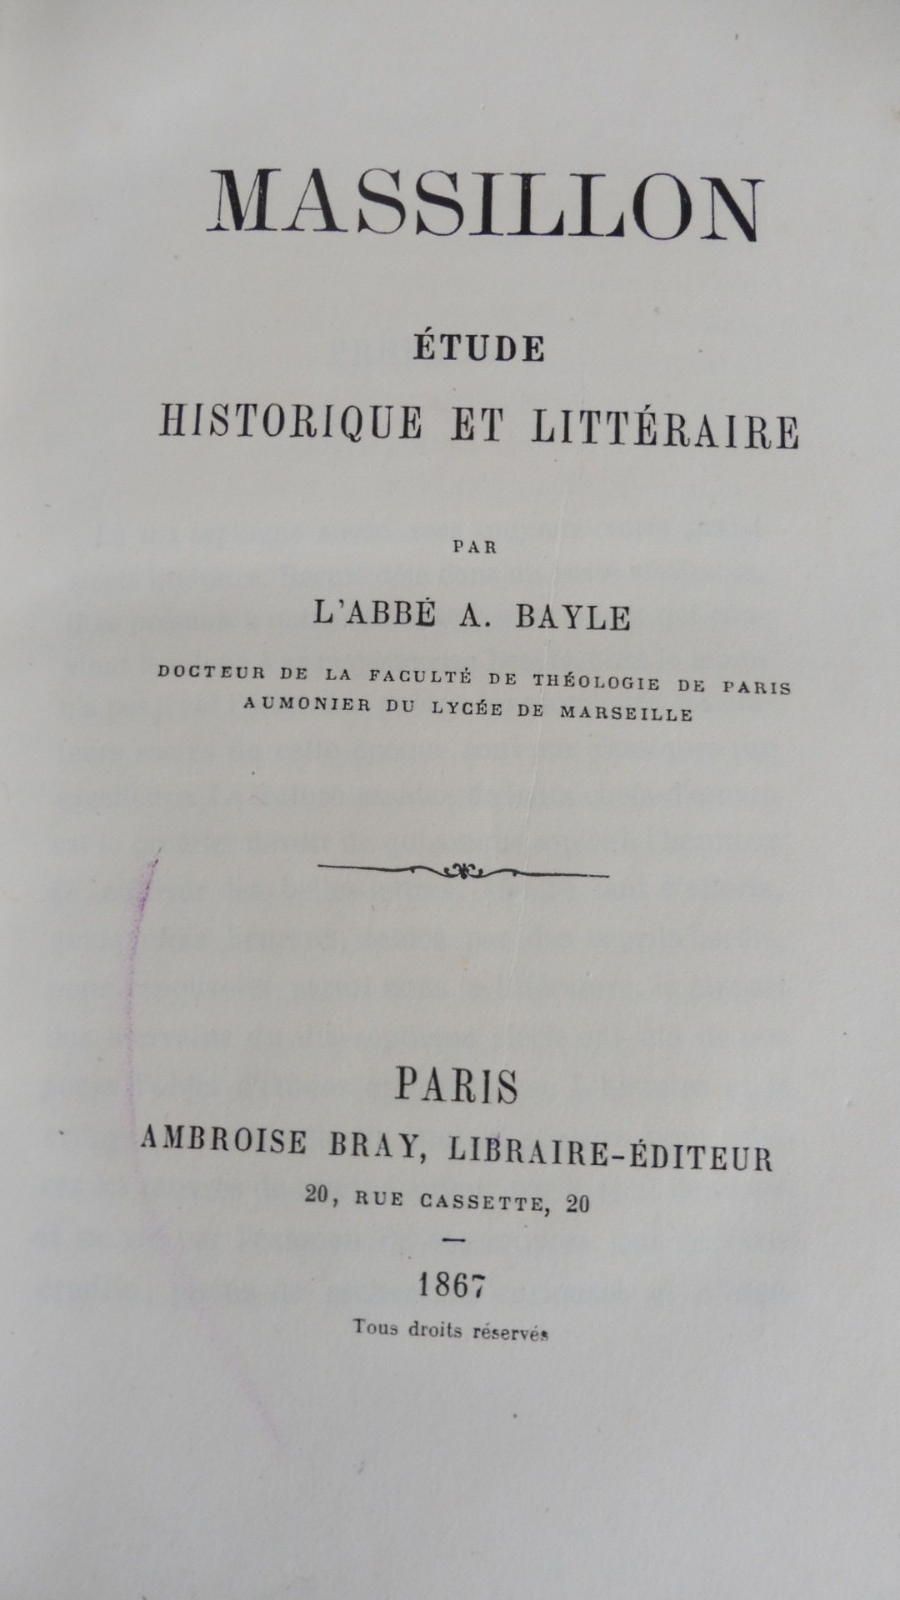 MASSILLON
ÉTUDE
HISTORIQUE ET LITTÉRAIRE
PAR
L'ABBÉ A. BAYLE
DOCTEUR DE LA FACULTÉ DE THÉOLOGIE DE PARIS
AUMONIER DU LYCÉE DE MARSEILLE
PARIS
AMBROISE BRAY, LIBRAIRE-ÉDITEUR
20, RUE CASSETTE, 20
—
1867
Tous droits réservés